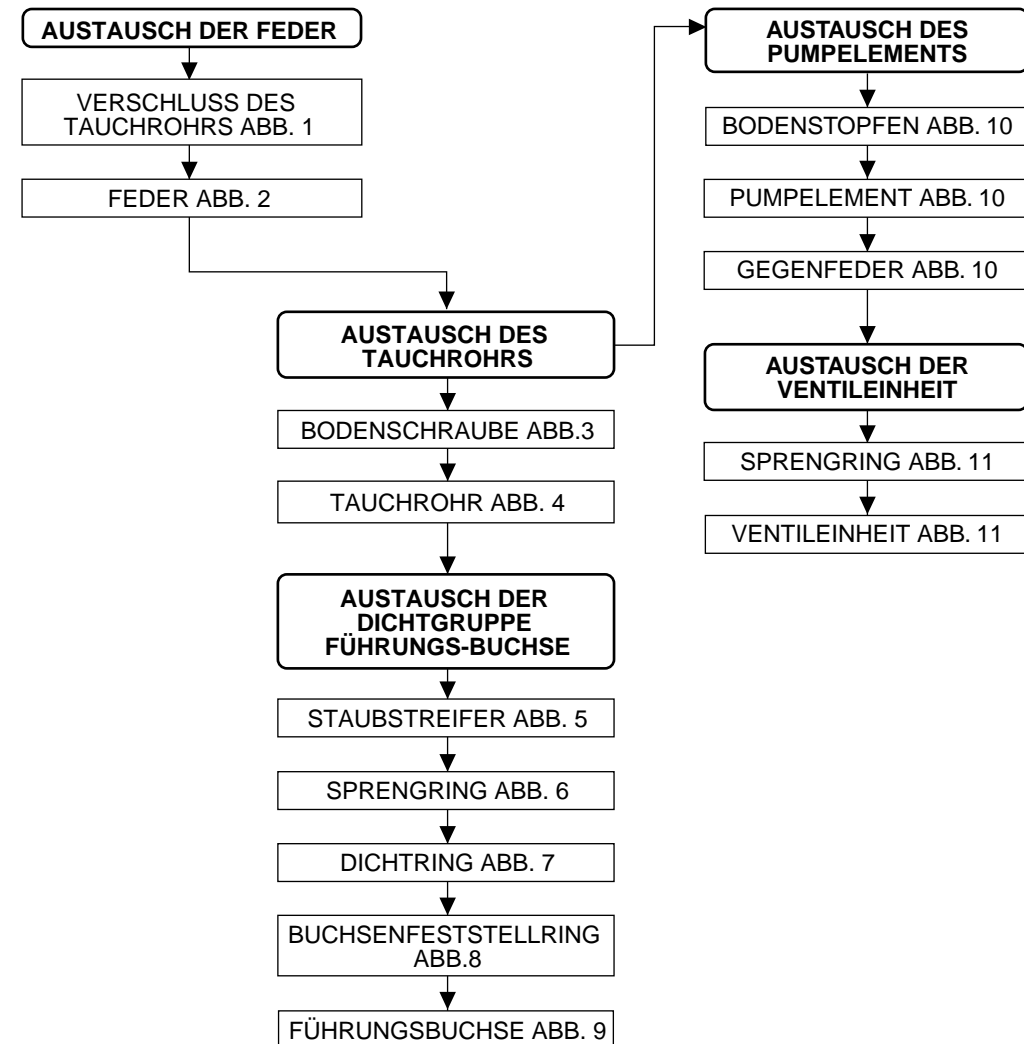 AUSTAUSCH DER FEDER
VERSCHLUSS DES
TAUCHROHRS ABB. 1
FEDER ABB. 2
AUSTAUSCH DES
TAUCHROHRS
BODENSCHRAUBE ABB.3
TAUCHROHR ABB. 4
AUSTAUSCH DER
DICHTGRUPPE
FÜHRUNGS-BUCHSE
STAUBSTREIFER ABB. 5
SPRENGRING ABB. 6
DICHTRING ABB. 7
BUCHSENFESTSTELLRING
ABB.8
FÜHRUNGSBUCHSE ABB. 9
AUSTAUSCH DES
PUMPELEMENTS
BODENSTOPFEN ABB. 10
PUMPELEMENT ABB. 10
GEGENFEDER ABB. 10
AUSTAUSCH DER
VENTILEINHEIT
SPRENGRING ABB. 11
VENTILEINHEIT ABB. 11